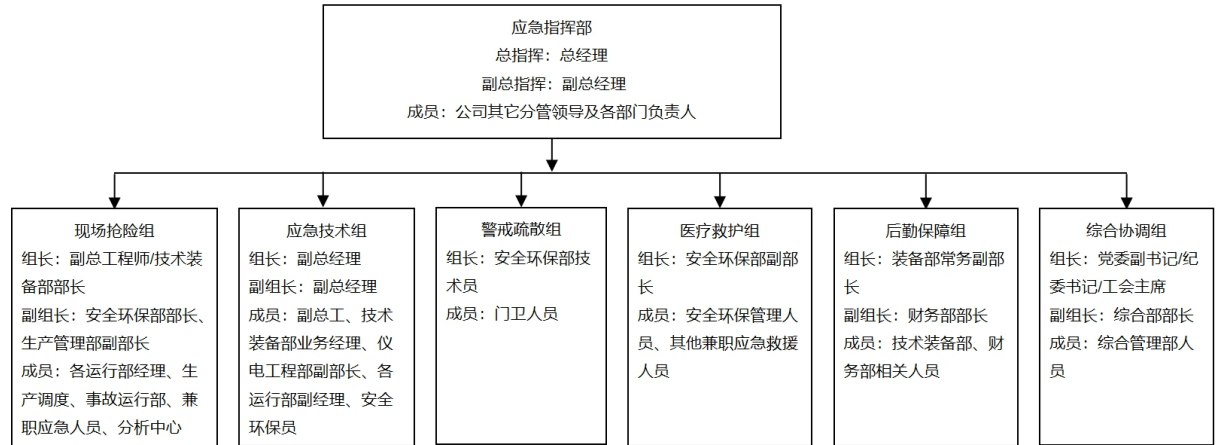 应急指挥部
总指挥：总经理
副总指挥：副总经理
成员：公司其它分管领导及各部门负责人
现场抢险组
组长：副总工程师/技术装
备部部长
副组长：安全环保部部长、
生产管理部副部长
成员：各运行部经理、生
产调度、事故运行部、兼
职应急人员、分析中心
应急技术组
组长：副总经理
副组长：副总经理
成员：副总工、技术
装备部业务经理、仪
电工程部副部长、各
运行部副经理、安全
环保员
警戒疏散组
组长：安全环保部技
术员
成员：门卫人员
医疗救护组
组长：安全环保部副部
长
成员：安全环保管理人
员、其他兼职应急救援
人员
后勤保障组
组长：装备部常务副部
长
副组长：财务部部长
成员：技术装备部、财
务部相关人员
综合协调组
组长：党委副书记/纪
委书记/工会主席
副组长：综合部部长
成员：综合管理部人
员